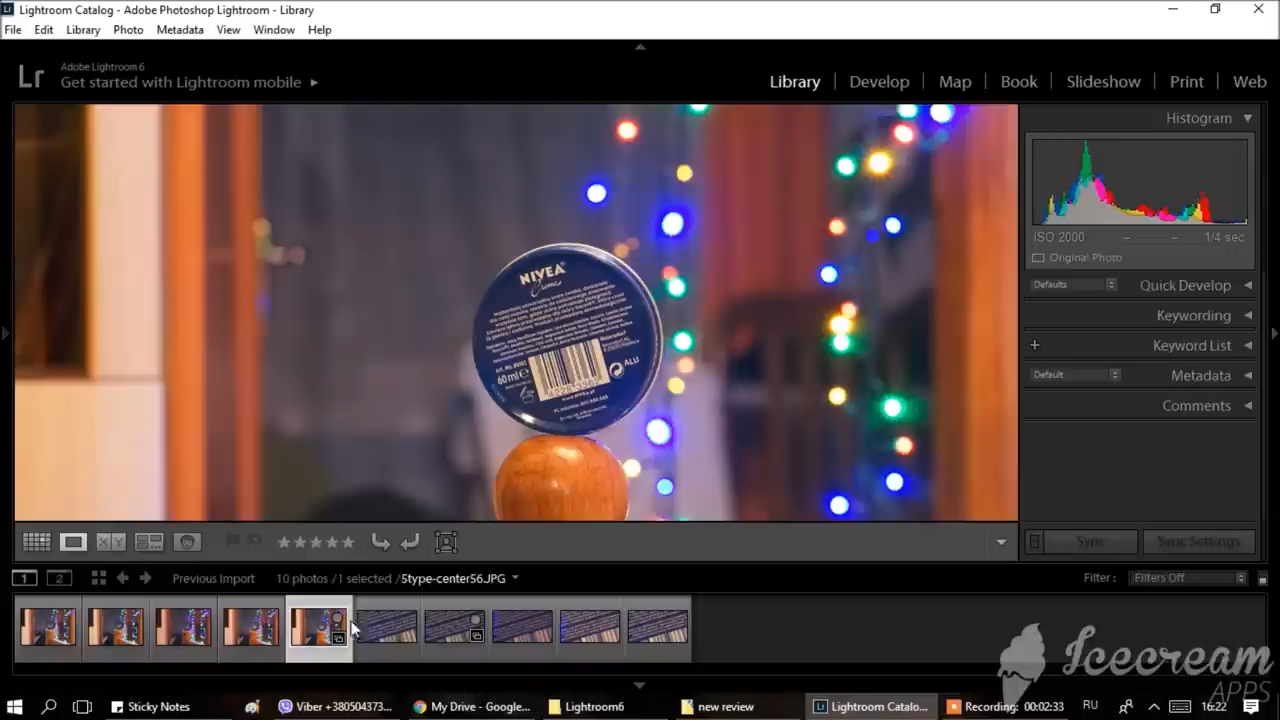 Lightroom Catalog - Adobe Photoshop Lightroom - Library
File Edit Library Photo Metadata View Window Help
Lr
Adobe Lightroom 6
Get started with Lightroom mobile
Library Develop Map Book Slideshow Print Web
Histogram
ISO 2000 – – 1/4 sec
Original Photo
Defaults Quick Develop
Keywording
Keyword List
Default Metadata
Comments
NIVEA
Creme
60 ml e
ALU
X Y
Sync Sync Settings
1 2 Previous Import 10 photos / 1 selected / 5type-center56.JPG
Filter : Filters Off
Icecream
APPS
Sticky Notes
Viber +380504373...
My Drive - Google...
Lightroom6
new review
Lightroom Catalo...
Recording: 00:02:33
RU
16:22